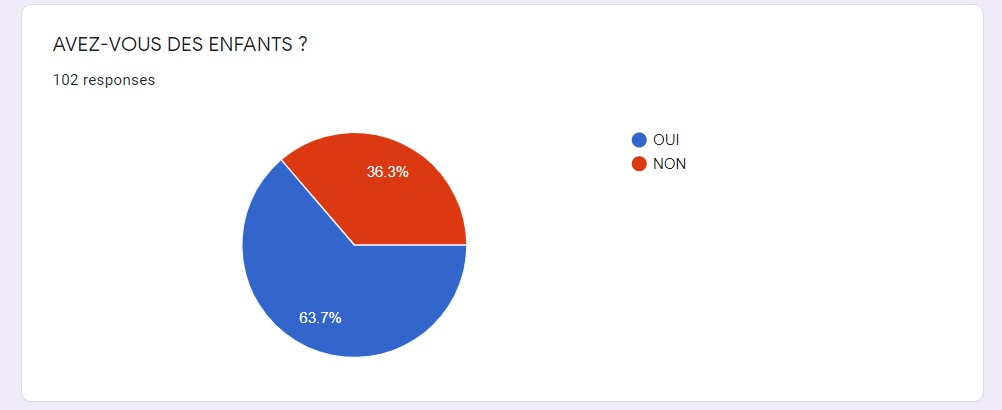 AVEZ-VOUS DES ENFANTS ?
102 responses
OUI
NON
36.3%
63.7%